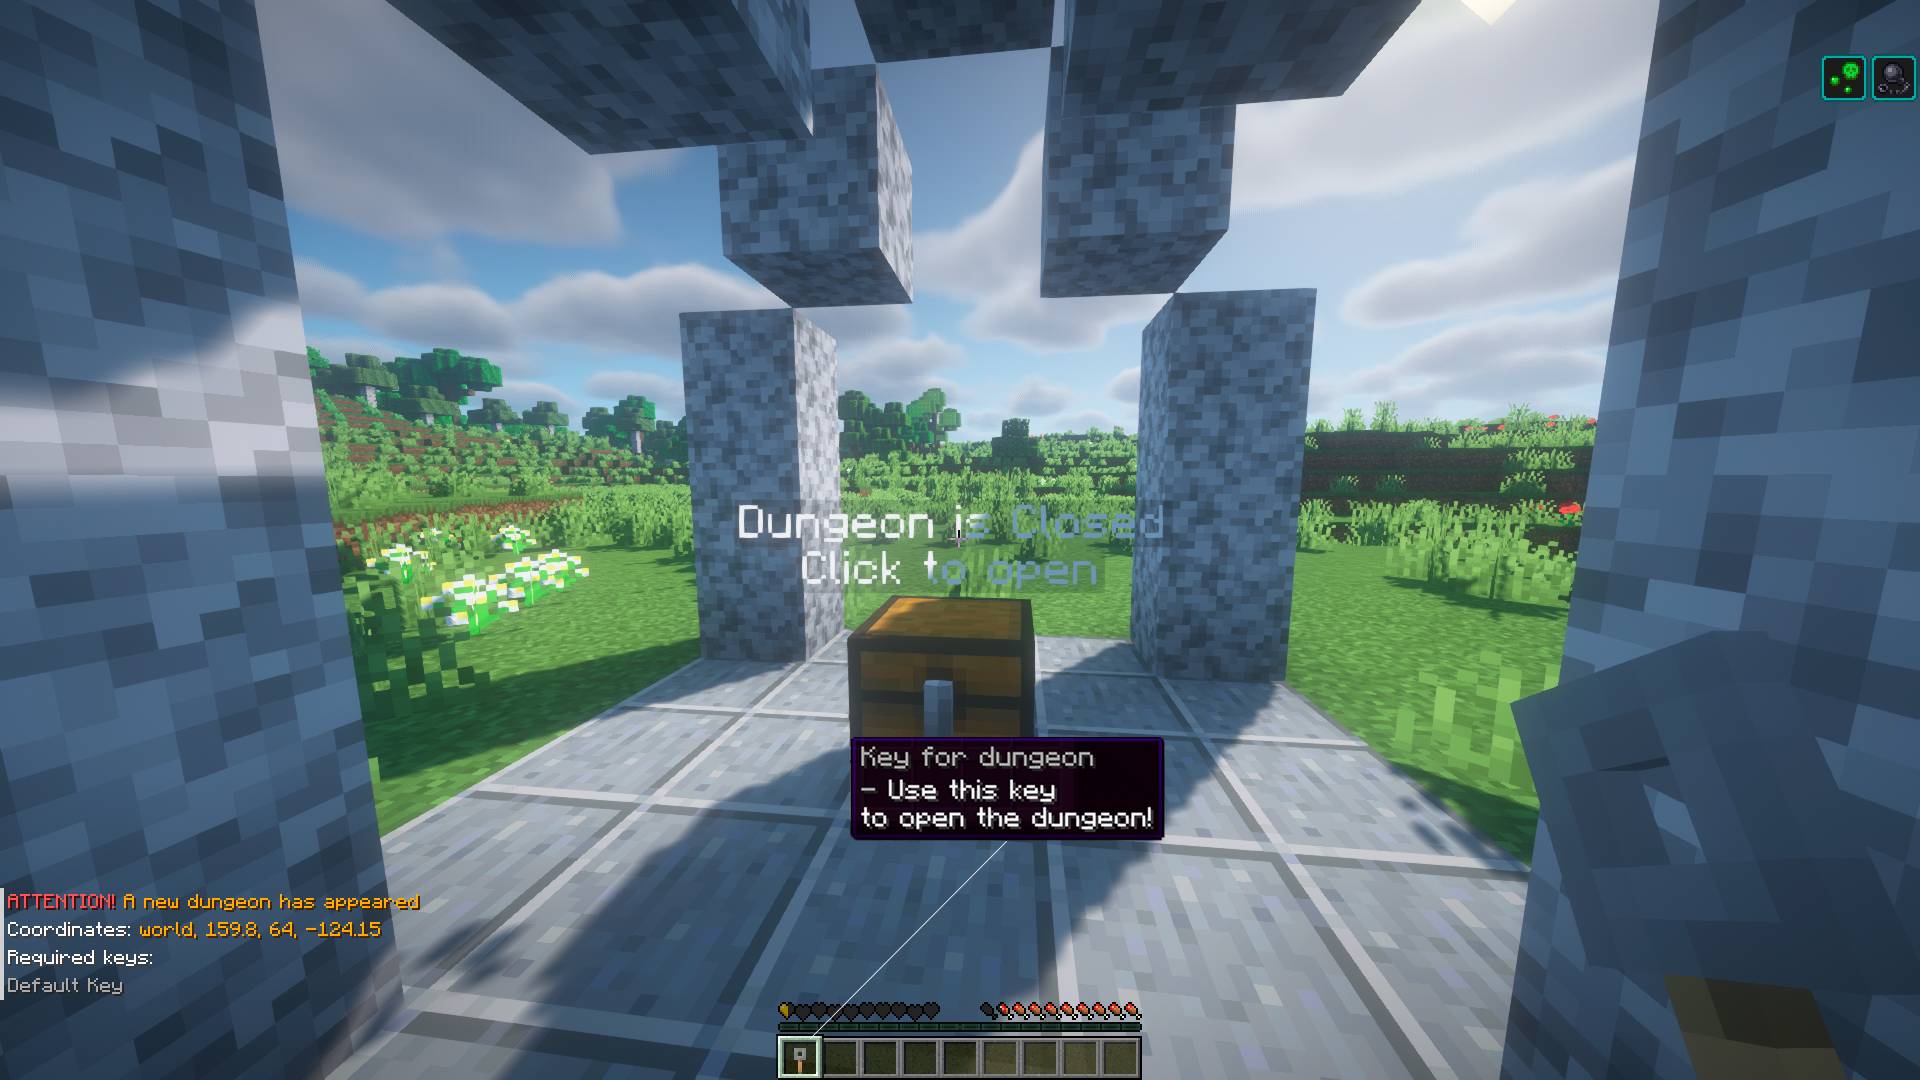 Dungeon is Closed
Click to open
Key for dungeon
- Use this key
to open the dungeon!
ATTENTION! A new dungeon has appeared
Coordinates: world, 159.8, 64, -124.15
Required keys:
Default Key